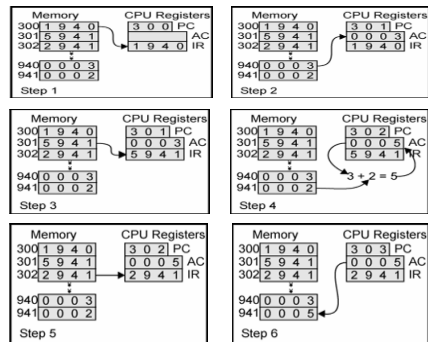 Memory CPU Registers
300 1 9 4 0 3 0 0 PC
301 5 9 4 1 AC
302 2 9 4 1 1 9 4 0 IR
940 0 0 0 3
941 0 0 0 2
Step 1
Memory CPU Registers
300 1 9 4 0 3 0 1 PC
301 5 9 4 1 0 0 0 3 AC
302 2 9 4 1 1 9 4 0 IR
940 0 0 0 3
941 0 0 0 2
Step 2
Memory CPU Registers
300 1 9 4 0 3 0 1 PC
301 5 9 4 1 0 0 0 3 AC
302 2 9 4 1 5 9 4 1 IR
940 0 0 0 3
941 0 0 0 2
Step 3
Memory CPU Registers
300 1 9 4 0 3 0 2 PC
301 5 9 4 1 0 0 0 5 AC
302 2 9 4 1 5 9 4 1 IR
940 0 0 0 3 3 + 2 = 5
941 0 0 0 2
Step 4
Memory CPU Registers
300 1 9 4 0 3 0 2 PC
301 5 9 4 1 0 0 0 5 AC
302 2 9 4 1 2 9 4 1 IR
940 0 0 0 3
941 0 0 0 2
Step 5
Memory CPU Registers
300 1 9 4 0 3 0 3 PC
301 5 9 4 1 0 0 0 5 AC
302 2 9 4 1 2 9 4 1 IR
940 0 0 0 3
941 0 0 0 5
Step 6